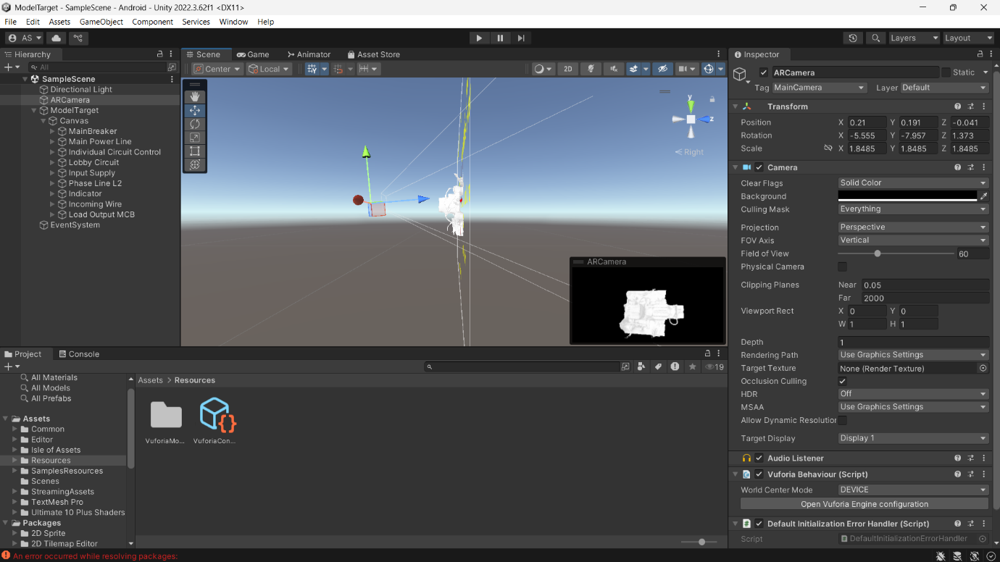 ModelTarget - SampleScene - Android - Unity 2022.3.62f1 <DX11>
File Edit Assets GameObject Component Services Window Help
AS
Layers Layout
Hierarchy
All
SampleScene
Directional Light
ARCamera
ModelTarget
Canvas
MainBreaker
Main Power Line
Individual Circuit Control
Lobby Circuit
Input Supply
Phase Line L2
Indicator
Incoming Wire
Load Output MCB
EventSystem
Scene Game Animator Asset Store
Center Local 2D
y
z
Right
ARCamera
Inspector
ARCamera Static
Tag MainCamera Layer Default
Transform
Position X 0.21 Y 0.191 Z -0.041
Rotation X -5.555 Y -7.957 Z 1.373
Scale X 1.8485 Y 1.8485 Z 1.8485
Camera
Clear Flags Solid Color
Background
Culling Mask Everything
Projection Perspective
FOV Axis Vertical
Field of View 60
Physical Camera
Clipping Planes Near 0.05
Far 2000
Viewport Rect X 0 Y 0
W 1 H 1
Depth 1
Rendering Path Use Graphics Settings
Target Texture None (Render Texture)
Occlusion Culling
HDR Off
MSAA Use Graphics Settings
Allow Dynamic Resolution
Target Display Display 1
Audio Listener
Vuforia Behaviour (Script)
World Center Mode DEVICE
Open Vuforia Engine configuration
Default Initialization Error Handler (Script)
Script DefaultInitializationErrorHandler
Project Console
19
All Materials
All Models
All Prefabs
Assets
Common
Editor
Isle of Assets
Resources
SamplesResources
Scenes
StreamingAssets
TextMesh Pro
Ultimate 10 Plus Shaders
Packages
2D Sprite
2D Tilemap Editor
Assets > Resources
VuforiaMo... VuforiaCon...
An error occurred while resolving packages: